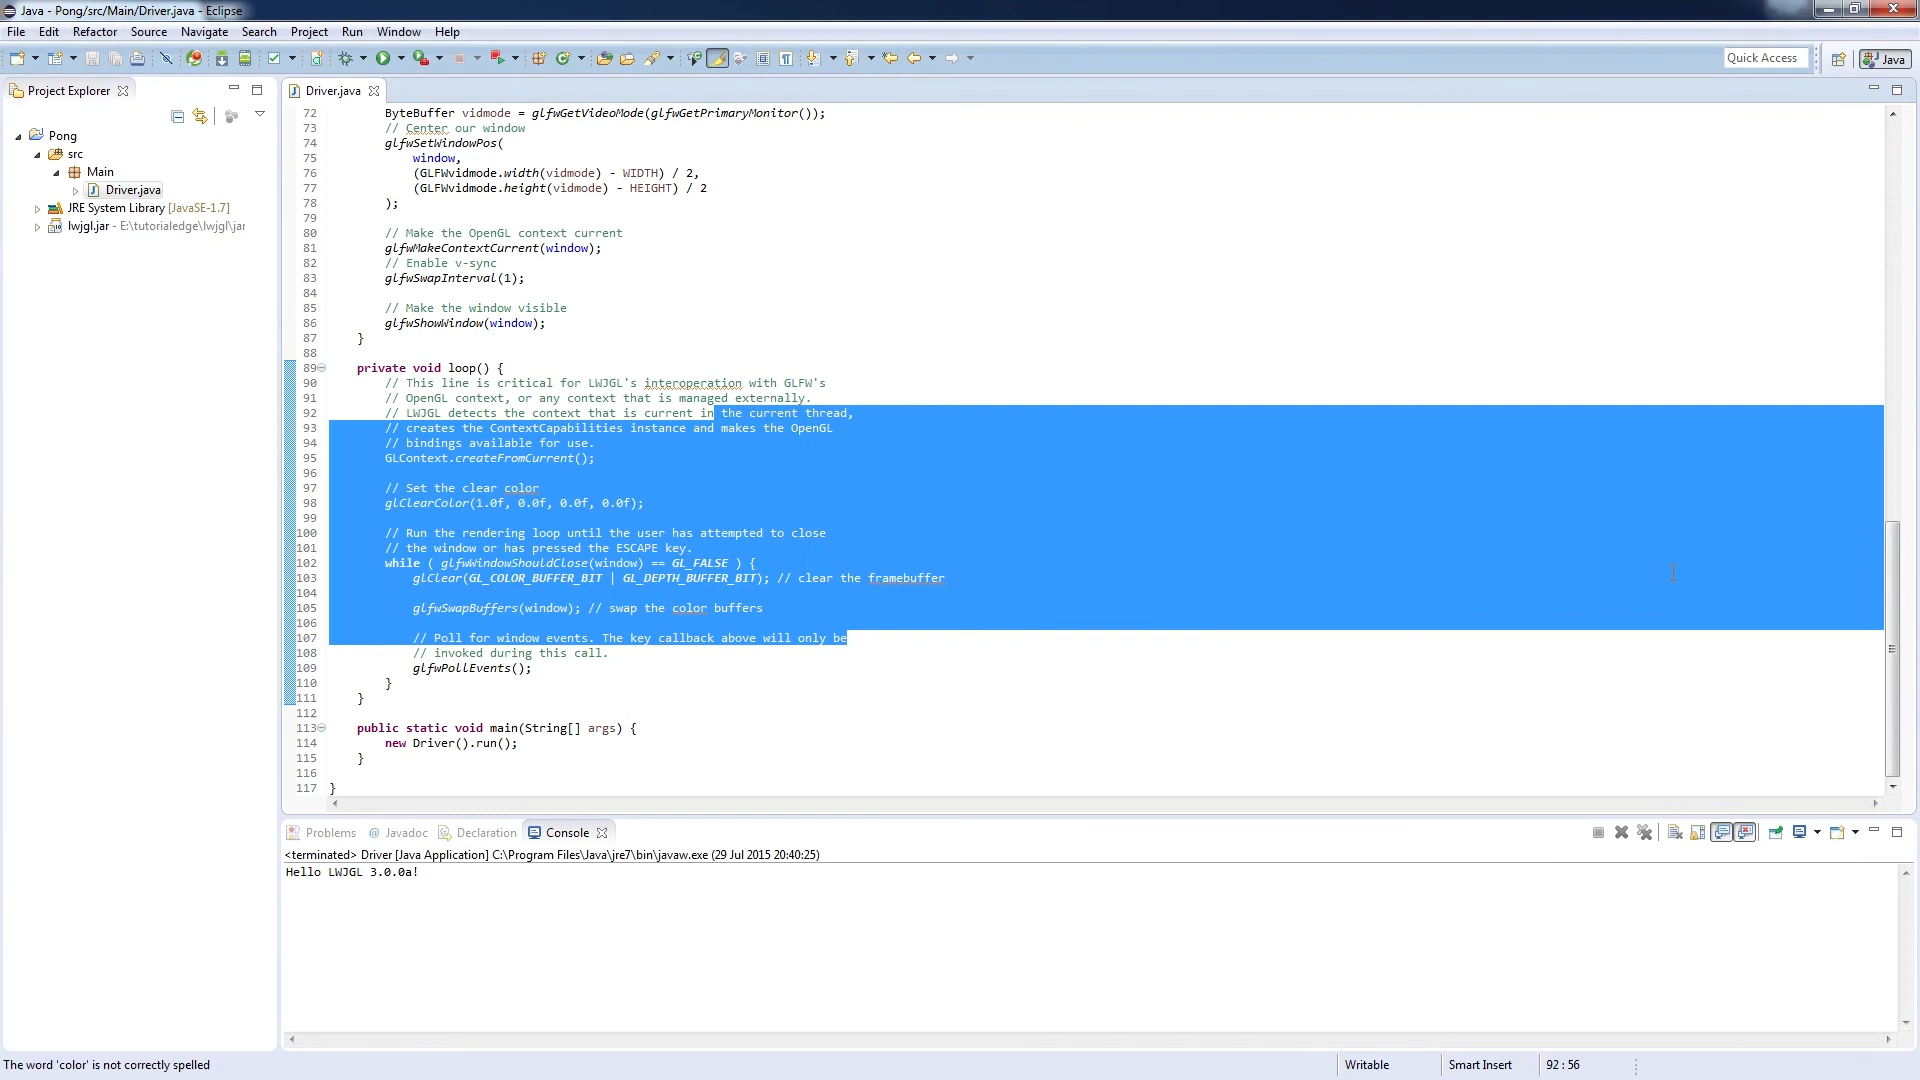 Java - Pong/src/Main/Driver.java - Eclipse
File Edit Refactor Source Navigate Search Project Run Window Help
Quick Access
Java
Project Explorer
Driver.java
Pong
src
Main
Driver.java
JRE System Library [JavaSE-1.7]
lwjgl.jar - E:\tutorialedge\lwjgl\jar
72 ByteBuffer vidmode = glfwGetVideoMode(glfwGetPrimaryMonitor());
73 // Center our window
74 glfwSetWindowPos(
75 window,
76 (GLFWvidmode.width(vidmode) - WIDTH) / 2,
77 (GLFWvidmode.height(vidmode) - HEIGHT) / 2
78 );
79
80 // Make the OpenGL context current
81 glfwMakeContextCurrent(window);
82 // Enable v-sync
83 glfwSwapInterval(1);
84
85 // Make the window visible
86 glfwShowWindow(window);
87 }
88
89 private void loop() {
90 // This line is critical for LWJGL's interoperation with GLFW's
91 // OpenGL context, or any context that is managed externally.
92 // LWJGL detects the context that is current in the current thread,
93 // creates the ContextCapabilities instance and makes the OpenGL
94 // bindings available for use.
95 GLContext.createFromCurrent();
96
97 // Set the clear color
98 glClearColor(1.0f, 0.0f, 0.0f, 0.0f);
99
100 // Run the rendering loop until the user has attempted to close
101 // the window or has pressed the ESCAPE key.
102 while ( glfwWindowShouldClose(window) == GL_FALSE ) {
103 glClear(GL_COLOR_BUFFER_BIT | GL_DEPTH_BUFFER_BIT); // clear the framebuffer
104
105 glfwSwapBuffers(window); // swap the color buffers
106
107 // Poll for window events. The key callback above will only be
108 // invoked during this call.
109 glfwPollEvents();
110 }
111 }
112
113 public static void main(String[] args) {
114 new Driver().run();
115 }
116
117 }
Problems @ Javadoc Declaration Console
<terminated> Driver [Java Application] C:\Program Files\Java\jre7\bin\javaw.exe (29 Jul 2015 20:40:25)
Hello LWJGL 3.0.0a!
The word 'color' is not correctly spelled
Writable
Smart Insert
92 : 56